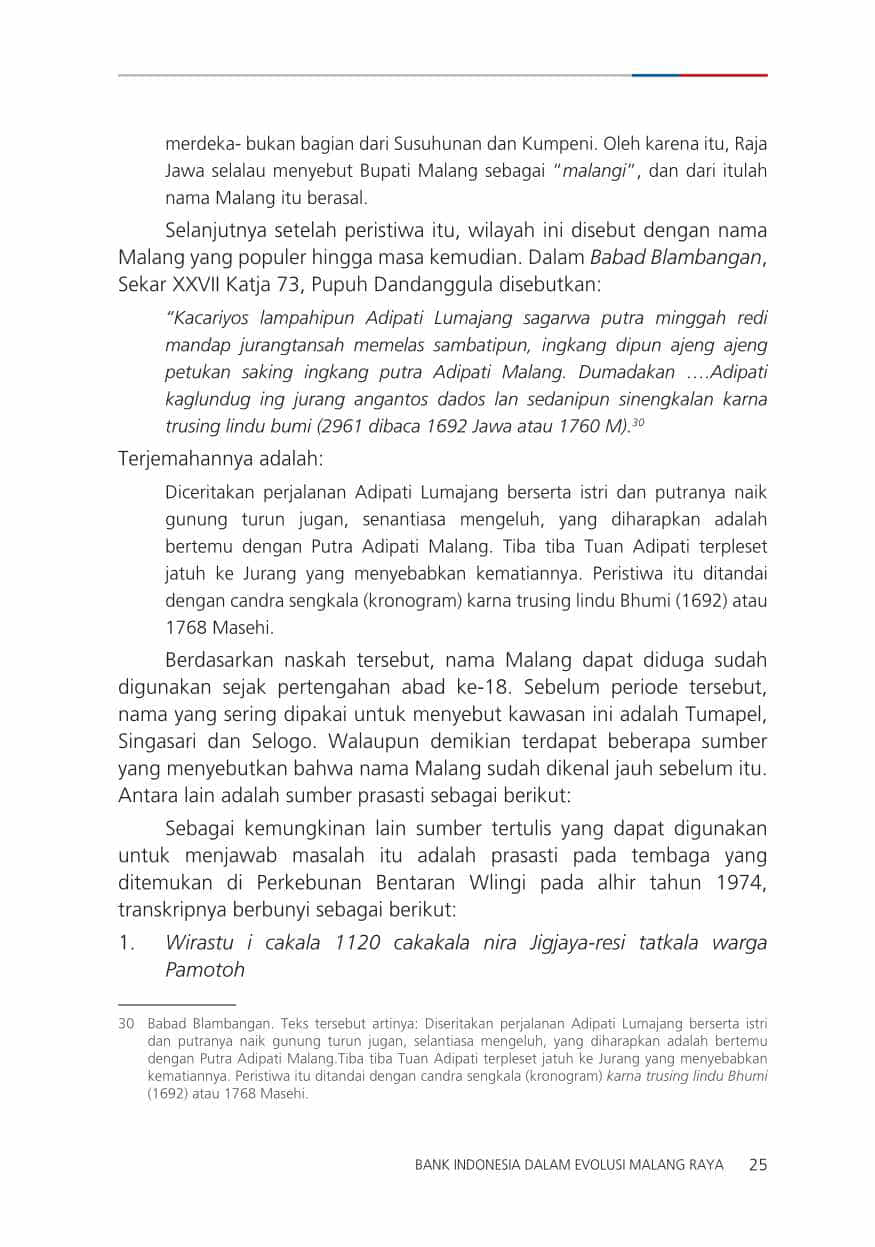 merdeka- bukan bagian dari Susuhunan dan Kumpeni. Oleh karena itu, Raja
Jawa selalau menyebut Bupati Malang sebagai “malangi”, dan dari itulah
nama Malang itu berasal.
Selanjutnya setelah peristiwa itu, wilayah ini disebut dengan nama
Malang yang populer hingga masa kemudian. Dalam Babad Blambangan,
Sekar XXVII Katja 73, Pupuh Dandanggula disebutkan:
“Kacariyos lampahipun Adipati Lumajang sagarwa putra minggah redi
mandap jurangtansah memelas sambatipun, ingkang dipun ajeng ajeng
petukan saking ingkang putra Adipati Malang. Dumadakan ….Adipati
kaglundug ing jurang angantos dados lan sedanipun sinengkalan karna
trusing lindu bumi (2961 dibaca 1692 Jawa atau 1760 M).30
Terjemahannya adalah:
Diceritakan perjalanan Adipati Lumajang berserta istri dan putranya naik
gunung turun jugan, senantiasa mengeluh, yang diharapkan adalah
bertemu dengan Putra Adipati Malang. Tiba tiba Tuan Adipati terpleset
jatuh ke Jurang yang menyebabkan kematiannya. Peristiwa itu ditandai
dengan candra sengkala (kronogram) karna trusing lindu Bhumi (1692) atau
1768 Masehi.
Berdasarkan naskah tersebut, nama Malang dapat diduga sudah
digunakan sejak pertengahan abad ke-18. Sebelum periode tersebut,
nama yang sering dipakai untuk menyebut kawasan ini adalah Tumapel,
Singasari dan Selogo. Walaupun demikian terdapat beberapa sumber
yang menyebutkan bahwa nama Malang sudah dikenal jauh sebelum itu.
Antara lain adalah sumber prasasti sebagai berikut:
Sebagai kemungkinan lain sumber tertulis yang dapat digunakan
untuk menjawab masalah itu adalah prasasti pada tembaga yang
ditemukan di Perkebunan Bentaran Wlingi pada alhir tahun 1974,
transkripnya berbunyi sebagai berikut:
1. Wirastu i cakala 1120 cakakala nira Jigjaya-resi tatkala warga
Pamotoh
30 Babad Blambangan. Teks tersebut artinya: Diseritakan perjalanan Adipati Lumajang berserta istri
dan putranya naik gunung turun jugan, selantiasa mengeluh, yang diharapkan adalah bertemu
dengan Putra Adipati Malang.Tiba tiba Tuan Adipati terpleset jatuh ke Jurang yang menyebabkan
kematiannya. Peristiwa itu ditandai dengan candra sengkala (kronogram) karna trusing lindu Bhumi
(1692) atau 1768 Masehi.
BANK INDONESIA DALAM EVOLUSI MALANG RAYA 25